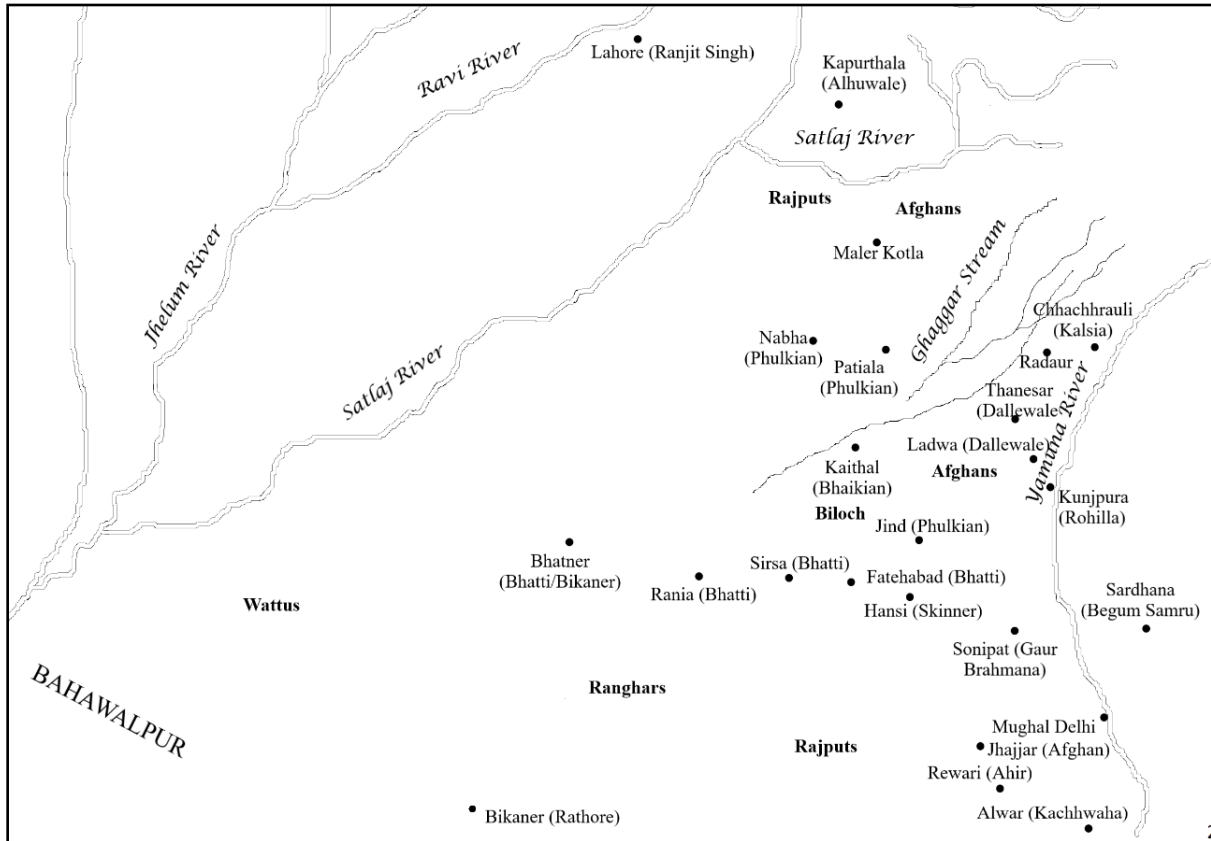 Lahore (Ranjit Singh)
Ravi River
Kapurthala
(Alhuwale)
Satlaj River
Rajputs
Afghans
Maler Kotla
Jhelum River
Ghaggar Stream
Satlaj River
Nabha
(Phulkian)
Patiala
(Phulkian)
Chhachhrauli
(Kalsia)
Radaur
Thanesar
(Dallewale
Yamuna River
Ladwa (Dallewale)
Kaithal
(Bhaikian)
Afghans
Kunjpura
(Rohilla)
Biloch
Jind (Phulkian)
Bhatner
(Bhatti/Bikaner)
Rania (Bhatti)
Sirsa (Bhatti)
Fatehabad (Bhatti)
Hansi (Skinner)
Sardhana
(Begum Samru)
Wattus
Sonipat (Gaur
Brahmana)
BAHAWALPUR
Ranghars
Rajputs
Mughal Delhi
Jhajjar (Afghan)
Rewari (Ahir)
Bikaner (Rathore)
Alwar (Kachhwaha)
2